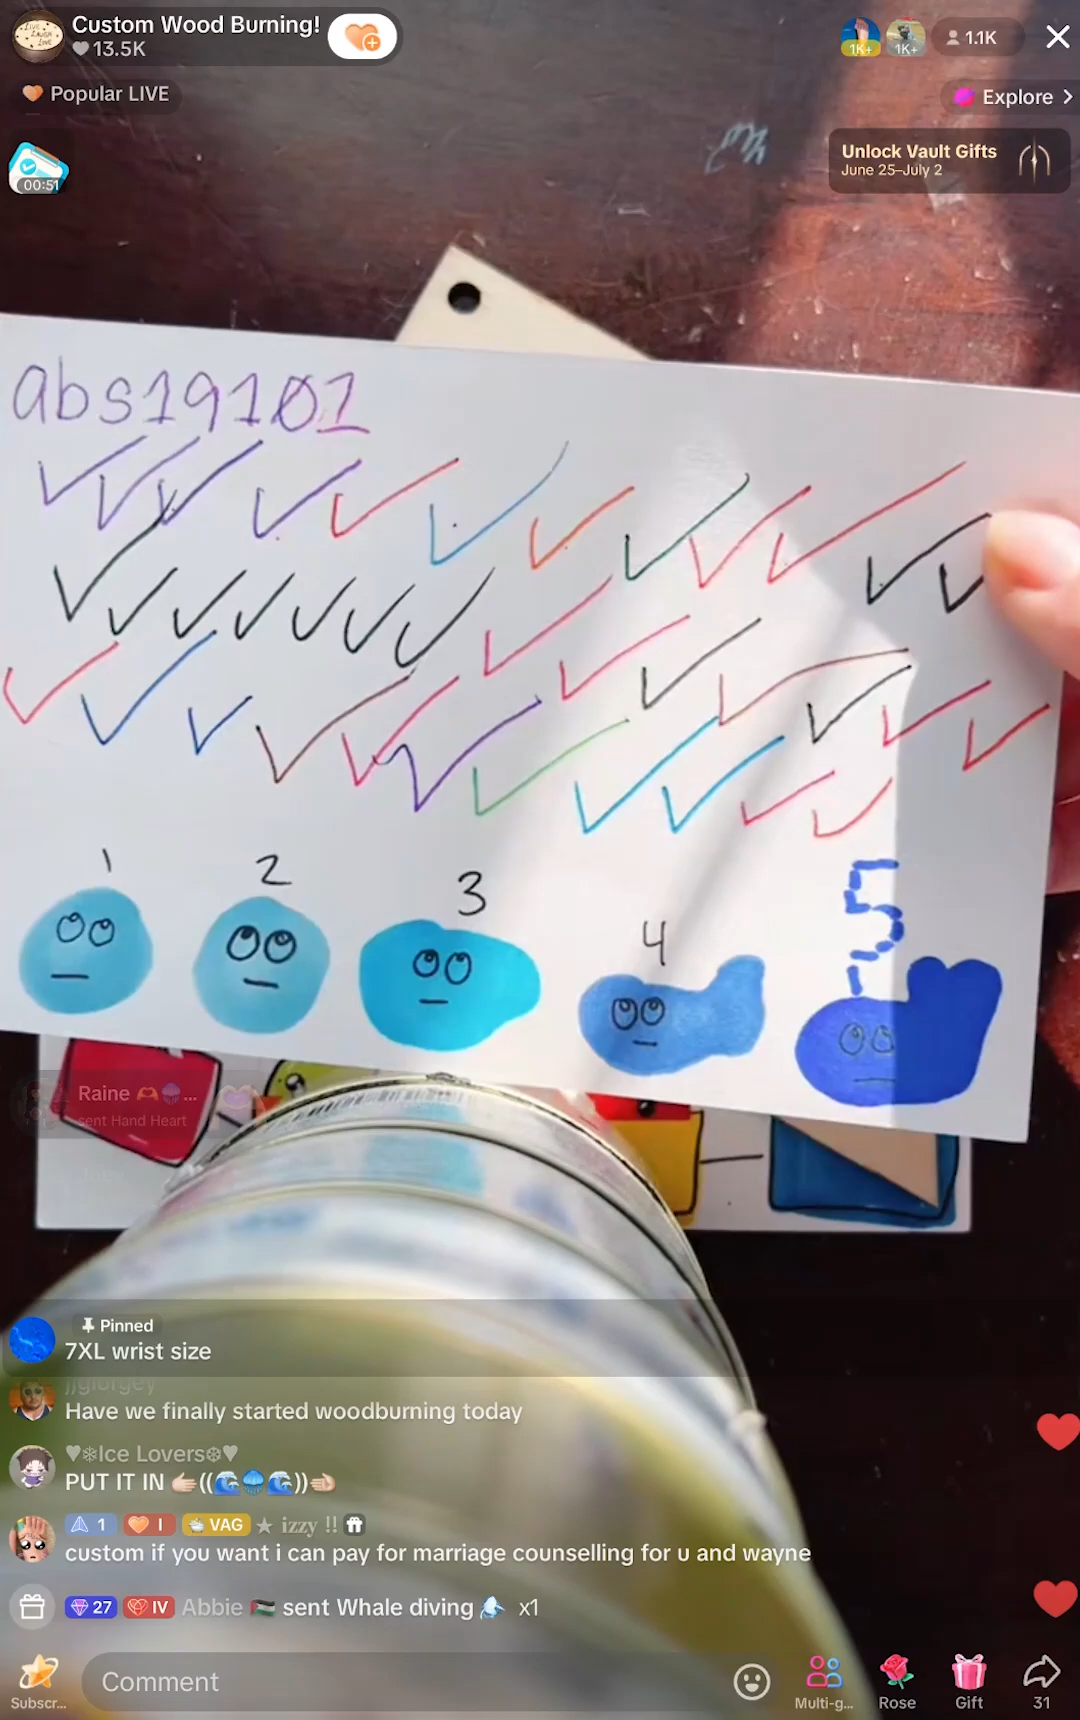 Custom Wood Burning!
13.5K
1K+
1K+
1.1K
Popular LIVE
Explore >
00:51
Unlock Vault Gifts
June 25–July 2
abs19101
1
2
3
4
5
Raine 🫶🧁...
sent Hand Heart
Pinned
7XL wrist size
jjgiorgey
Have we finally started woodburning today
♥❄Ice Lovers❄♥
PUT IT IN 👉🏻((🌊🪼🌊))👈🏻
1 I VAG ★ izzy !!
custom if you want i can pay for marriage counselling for u and wayne
27 IV Abbie 🇵🇸 sent Whale diving x1
Subscr...
Comment
Multi-g...
Rose
Gift
31